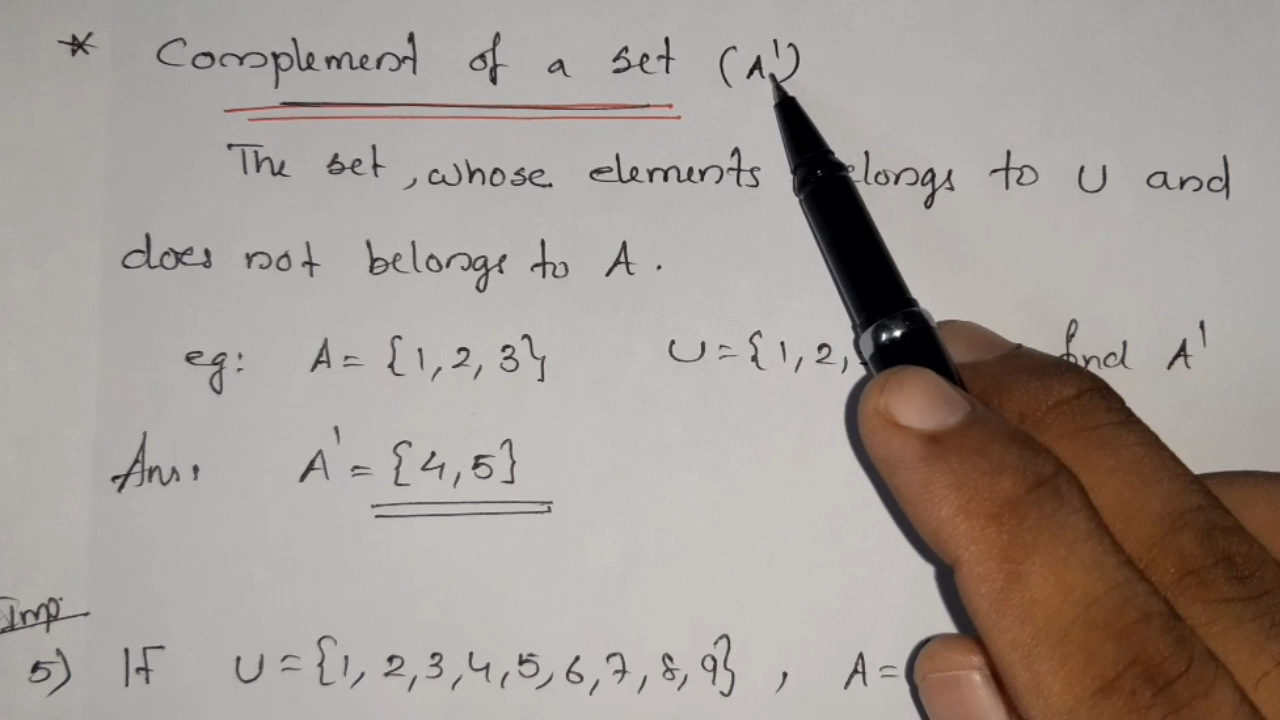 * Complement of a set (A')
The set, whose elements belongs to U and
does not belongs to A.
eg: A = {1, 2, 3} U = {1, 2, find A'
Ans: A' = {4, 5}
Imp.
5) If U = {1, 2, 3, 4, 5, 6, 7, 8, 9} , A =